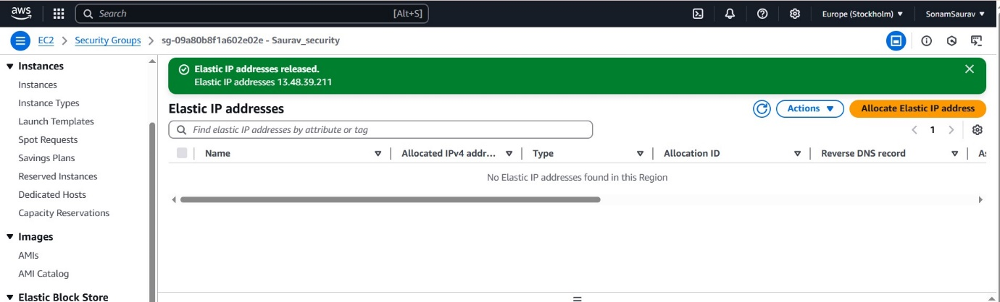 aws
Search [Alt+S]
Europe (Stockholm) ▼
SonamSaurav ▼
EC2 > Security Groups > sg-09a80b8f1a602e02e - Saurav_security
▼ Instances
Instances
Instance Types
Launch Templates
Spot Requests
Savings Plans
Reserved Instances
Dedicated Hosts
Capacity Reservations
▼ Images
AMIs
AMI Catalog
▼ Elastic Block Store
Elastic IP addresses released.
Elastic IP addresses 13.48.39.211
Elastic IP addresses
Actions ▼
Allocate Elastic IP address
Find elastic IP addresses by attribute or tag
< 1 >
Name Allocated IPv4 addr... Type Allocation ID Reverse DNS record
No Elastic IP addresses found in this Region